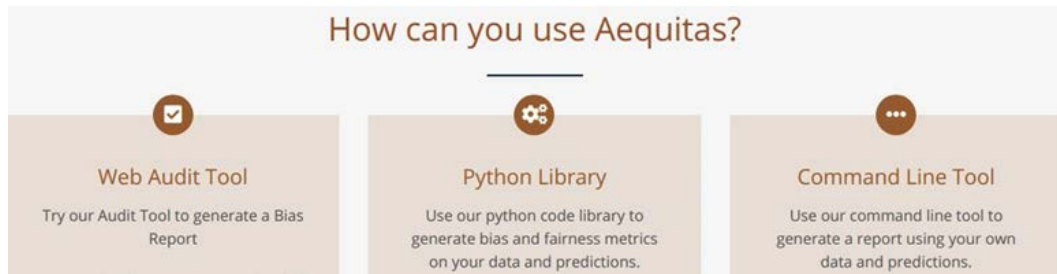 How can you use Aequitas?
Web Audit Tool
Try our Audit Tool to generate a Bias
Report
Python Library
Use our python code library to
generate bias and fairness metrics
on your data and predictions.
Command Line Tool
Use our command line tool to
generate a report using your own
data and predictions.